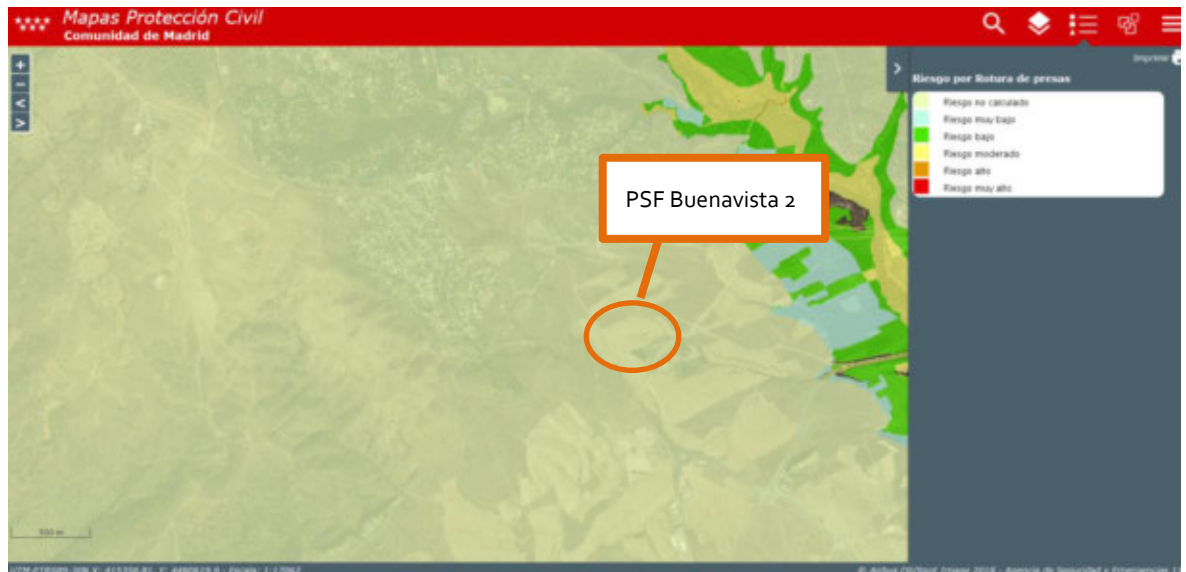 Mapas Protección Civil
Comunidad de Madrid
Imprimir
Riesgo por Rotura de presas
Riesgo no calculado
Riesgo muy bajo
Riesgo bajo
Riesgo moderado
Riesgo alto
Riesgo muy alto
PSF Buenavista 2
500 m